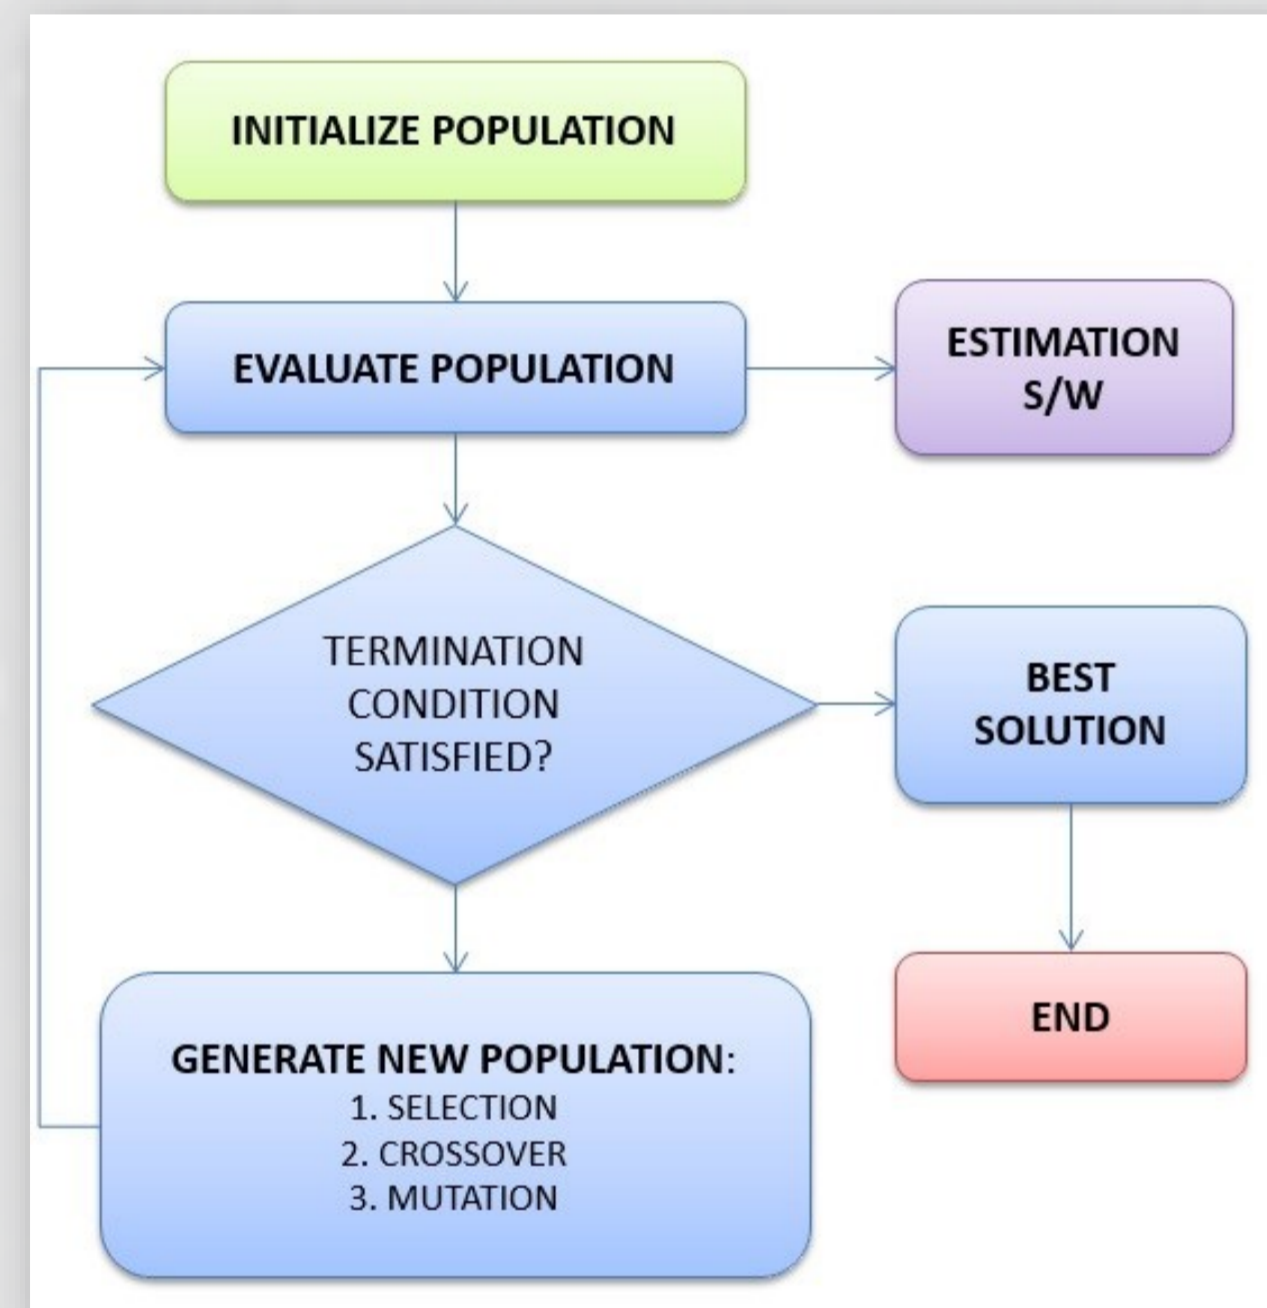 INITIALIZE POPULATION
EVALUATE POPULATION
ESTIMATION
S/W
TERMINATION
CONDITION
SATISFIED?
BEST
SOLUTION
GENERATE NEW POPULATION:
1. SELECTION
2. CROSSOVER
3. MUTATION
END